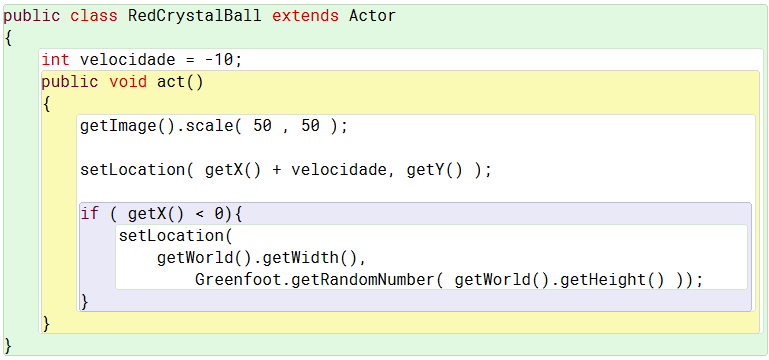 public class RedCrystalBall extends Actor
{
    int velocidade = -10;
    public void act()
    {
        getImage().scale( 50 , 50 );

        setLocation( getX() + velocidade, getY() );

        if ( getX() < 0){
            setLocation(
                getWorld().getWidth(),
                    Greenfoot.getRandomNumber( getWorld().getHeight() ));
        }
    }
}